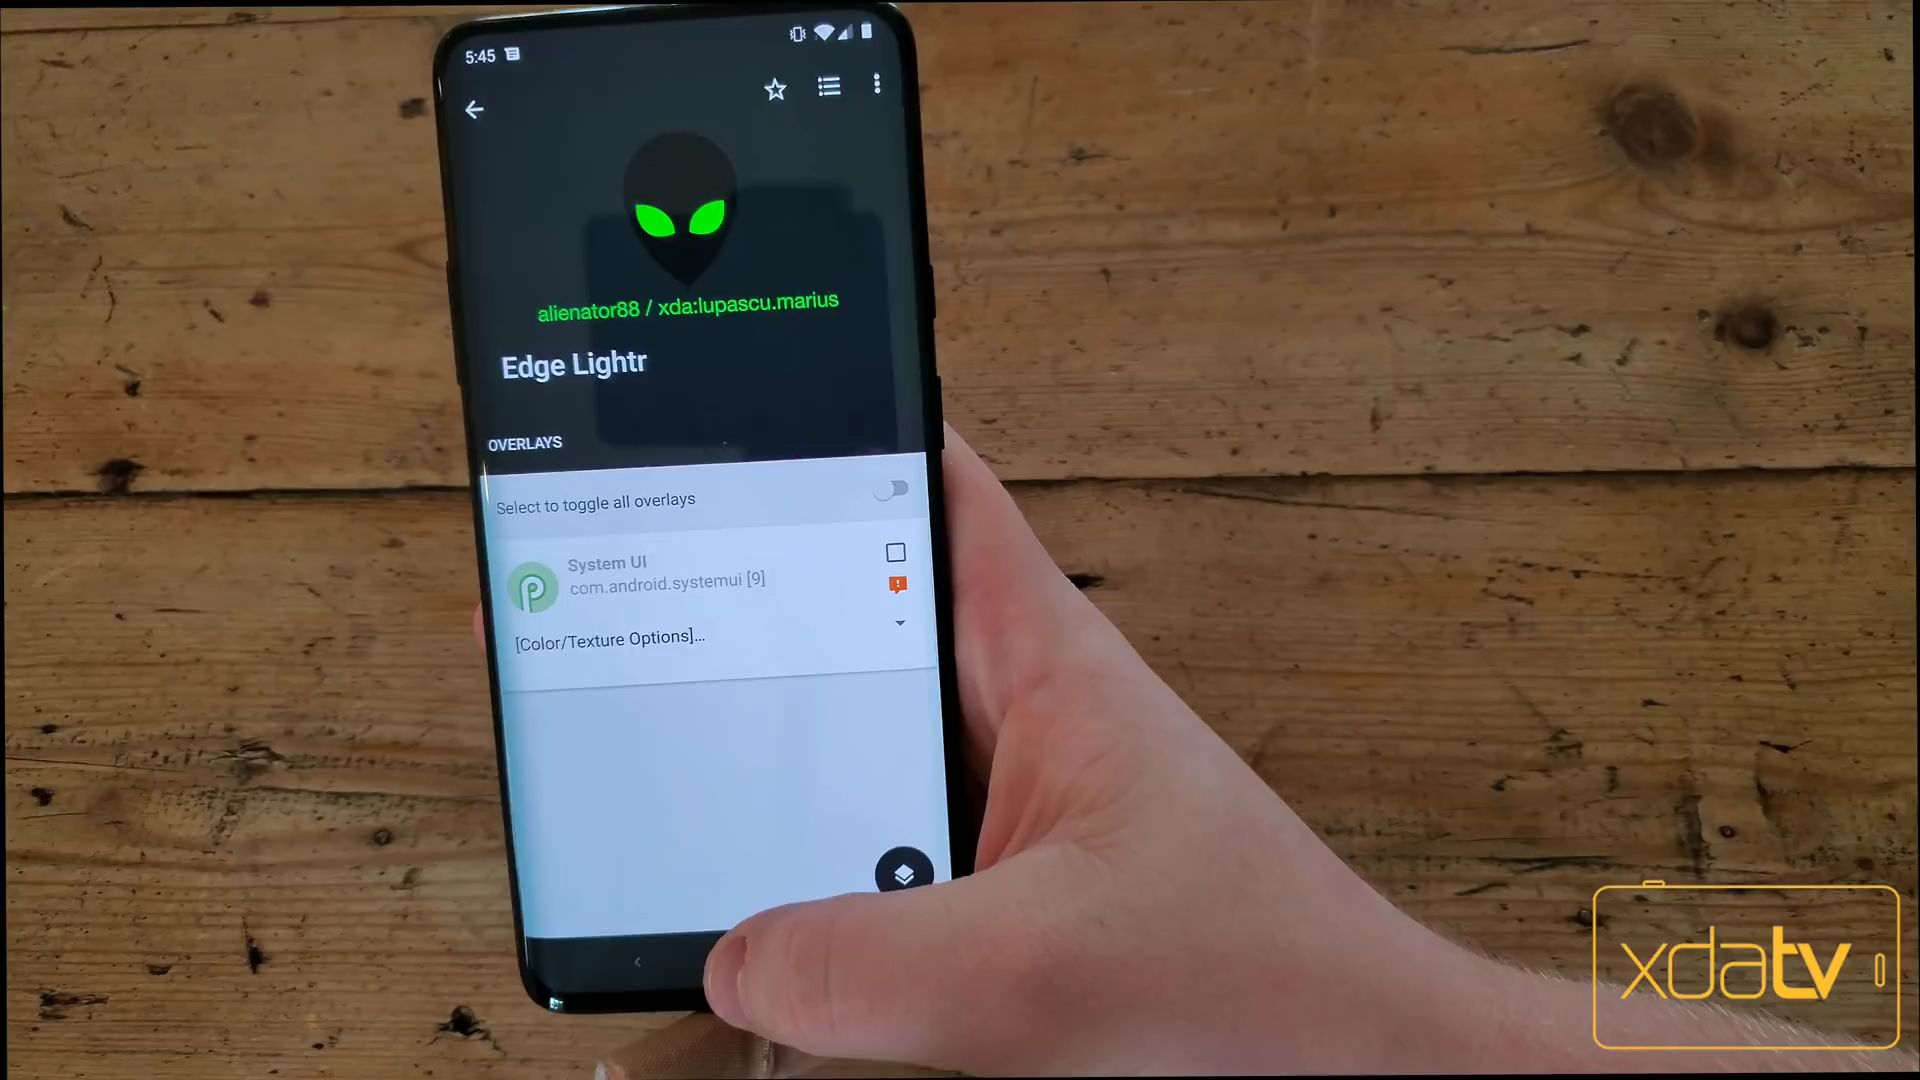 5:45
alienator88 / xda:lupascu.marius
Edge Lightr
OVERLAYS
Select to toggle all overlays
System UI
com.android.systemui [9]
[Color/Texture Options]...
xdatv